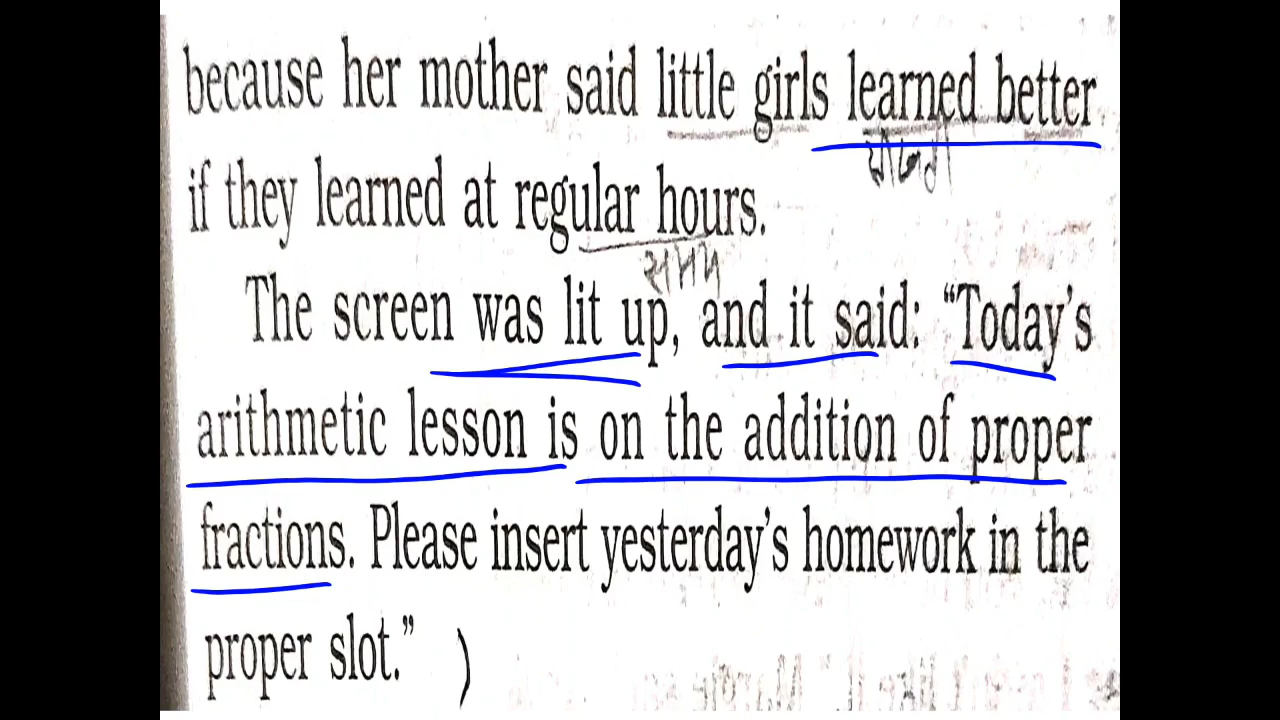 because her mother said little girls learned better
if they learned at regular hours.
समय
The screen was lit up, and it said: “Today’s
arithmetic lesson is on the addition of proper
fractions. Please insert yesterday’s homework in the
proper slot.” )